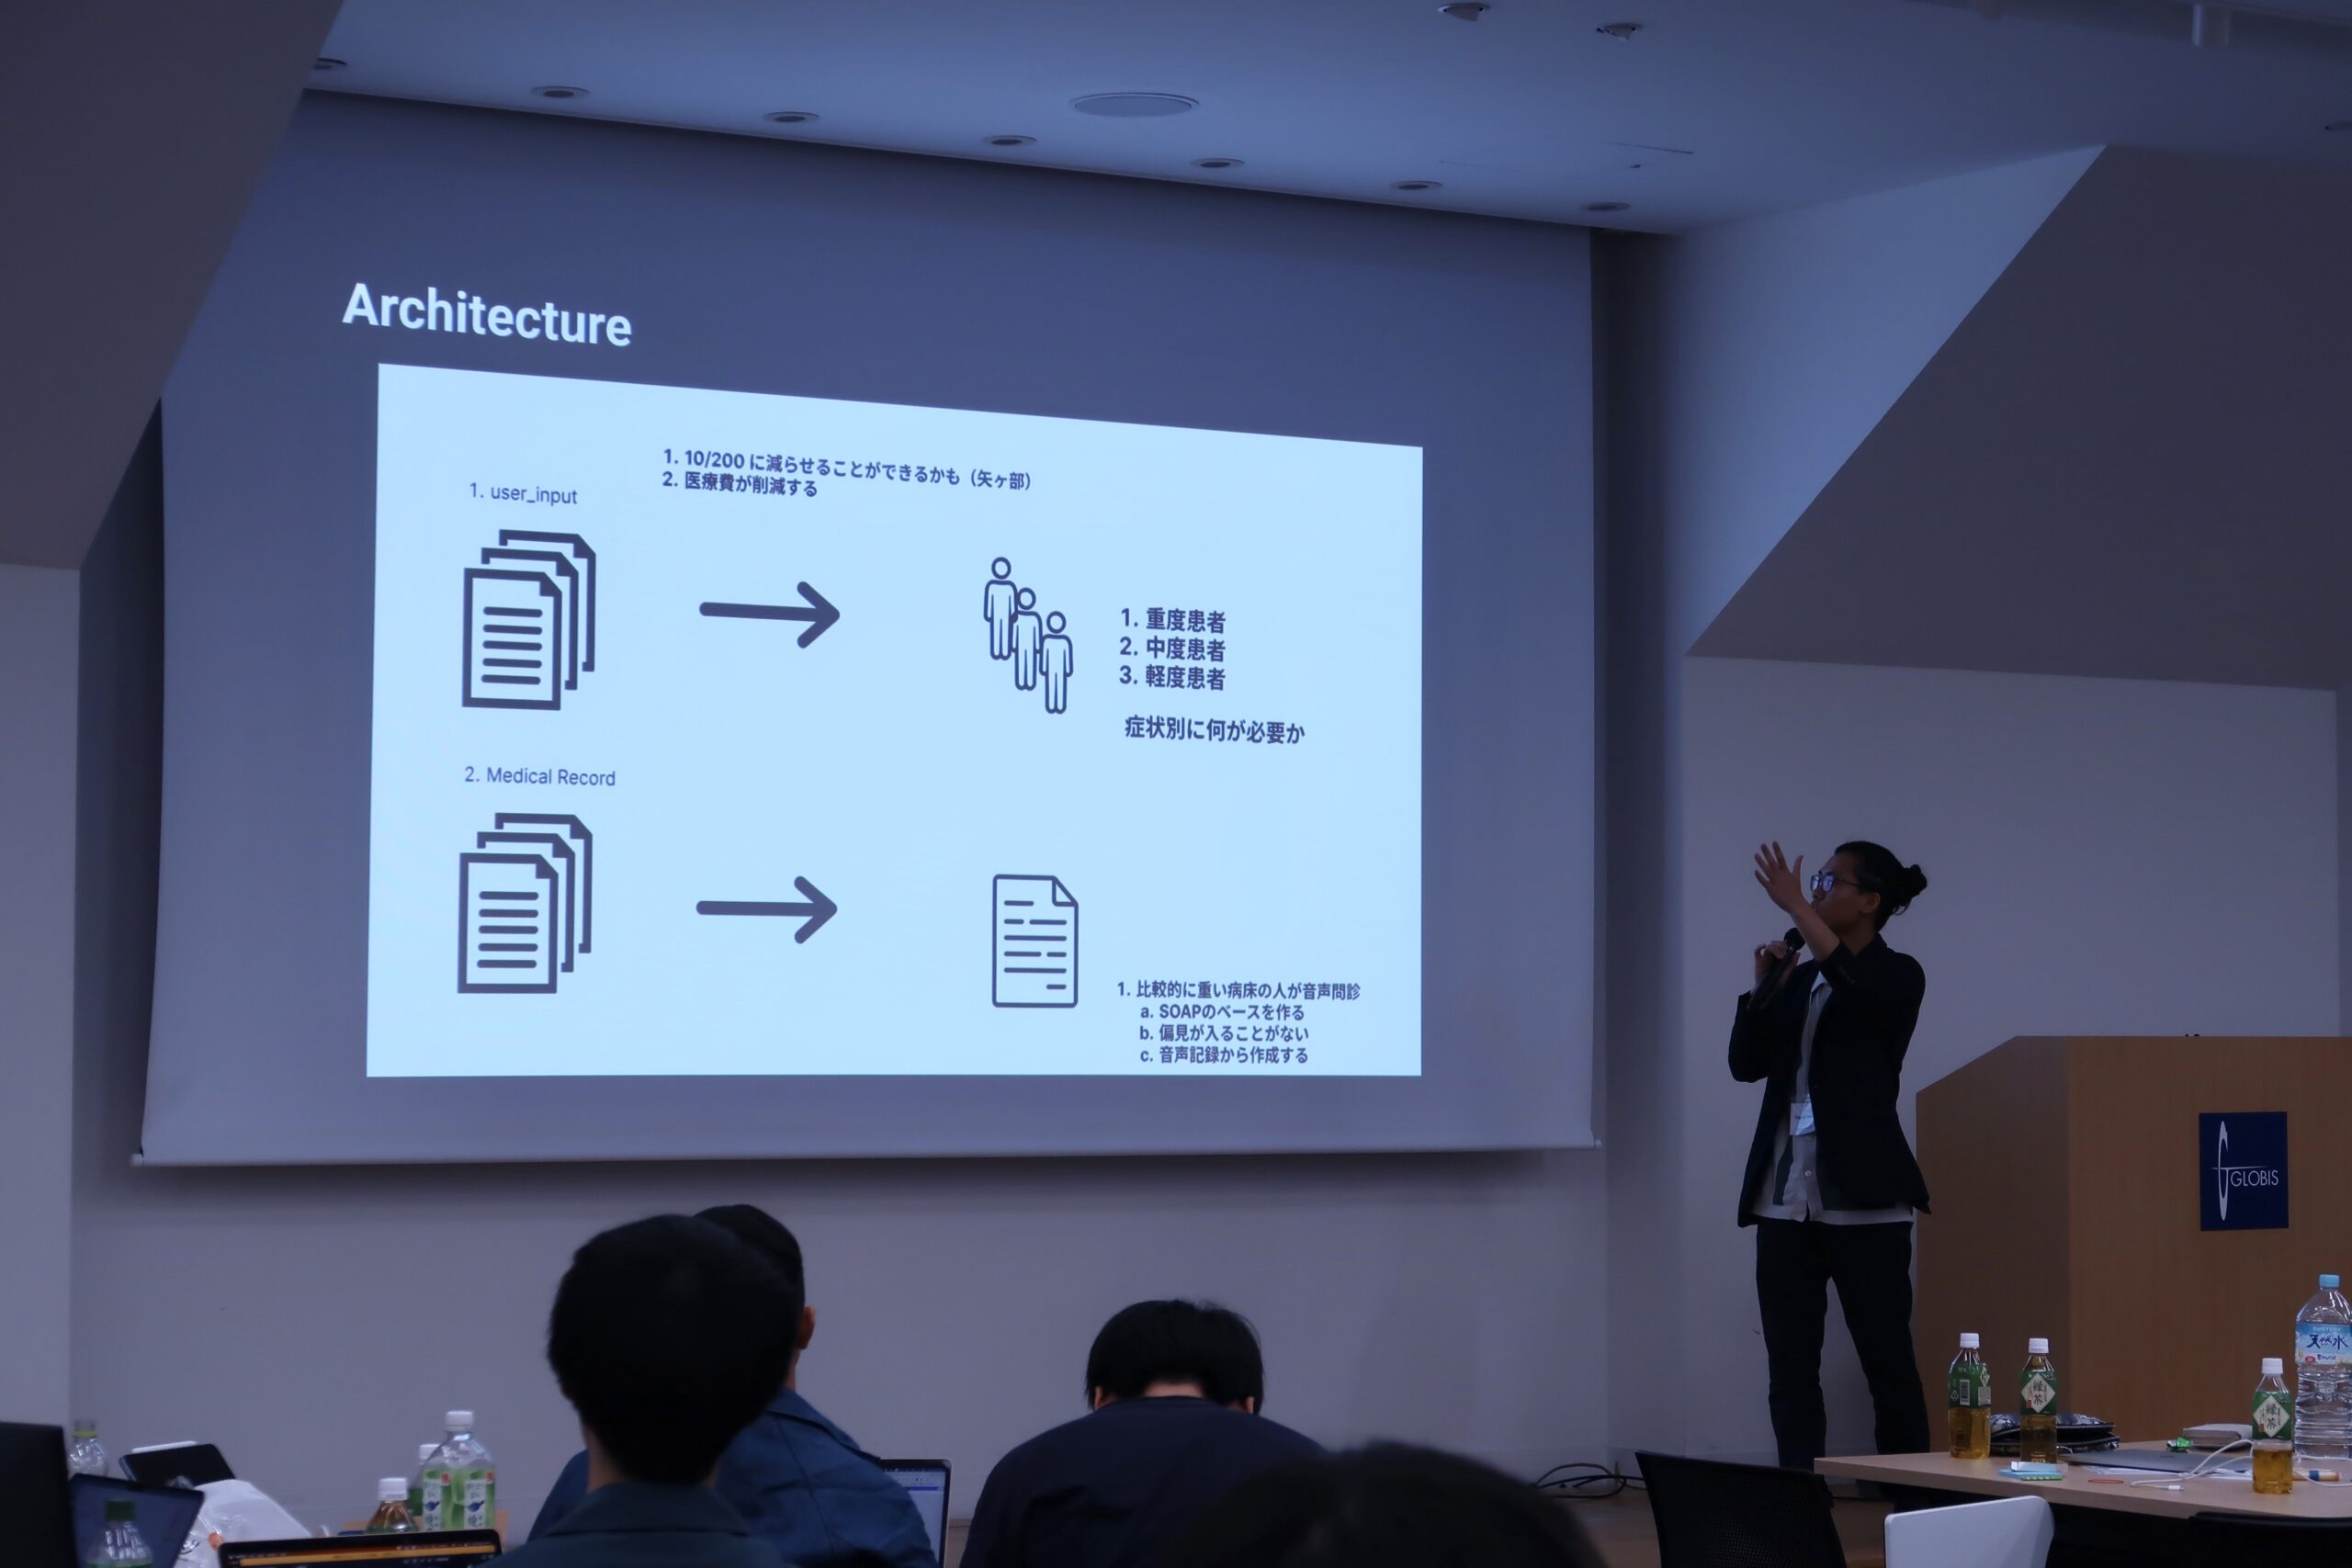 Architecture
1. 10/200 に減らせることができるかも（矢ヶ部）
2. 医療費が削減する
1. user_input
1. 重度患者
2. 中度患者
3. 軽度患者
症状別に何が必要か
2. Medical Record
1. 比較的に重い病床の人が音声問診
a. SOAPのベースを作る
b. 偏見が入ることがない
c. 音声記録から作成する
GLOBIS
天然水
緑茶
緑茶